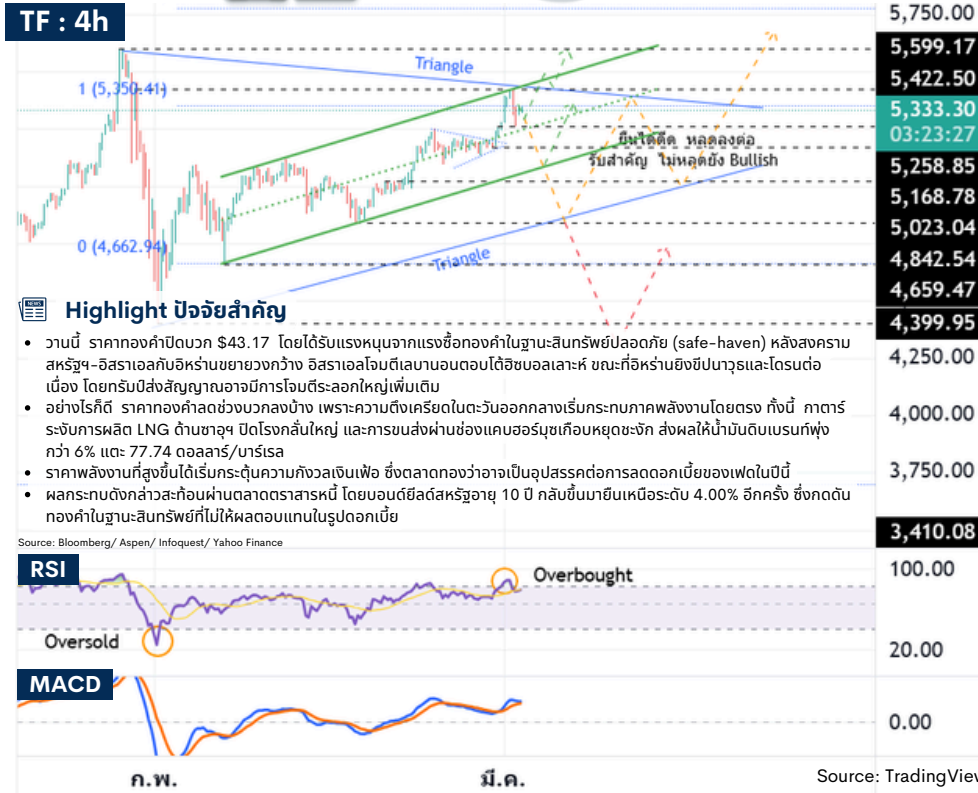 TF : 4h
5,750.00
5,599.17
Triangle
5,422.50
1 (5,350.41)
5,333.30
03:23:27
ยืนได้ดีด หลุดลงต่อ
รับสำคัญ ไม่หลุดยัง Bullish
5,258.85
5,168.78
5,023.04
0 (4,662.94)
Triangle
4,842.54
4,659.47
4,399.95
4,250.00
4,000.00
3,750.00
3,410.08
NEWS
Highlight ปัจจัยสำคัญ
• วานนี้ ราคาทองคำปิดบวก $43.17 โดยได้รับแรงหนุนจากแรงซื้อทองคำในฐานะสินทรัพย์ปลอดภัย (safe-haven) หลังสงคราม
สหรัฐฯ-อิสราเอลกับอิหร่านขยายวงกว้าง อิสราเอลโจมตีเลบานอนตอบโต้ฮิซบอลเลาะห์ ขณะที่อิหร่านยิงขีปนาวุธและโดรนต่อ
เนื่อง โดยทรัมป์ส่งสัญญาณอาจมีการโจมตีระลอกใหญ่เพิ่มเติม
• อย่างไรก็ดี ราคาทองคำลดช่วงบวกลงบ้าง เพราะความตึงเครียดในตะวันออกกลางเริ่มกระทบภาคพลังงานโดยตรง ทั้งนี้ กาตาร์
ระงับการผลิต LNG ด้านซาอุฯ ปิดโรงกลั่นใหญ่ และการขนส่งผ่านช่องแคบฮอร์มุซเกือบหยุดชะงัก ส่งผลให้น้ำมันดิบเบรนท์พุ่ง
กว่า 6% แตะ 77.74 ดอลลาร์/บาร์เรล
• ราคาพลังงานที่สูงขึ้นได้เริ่มกระตุ้นความกังวลเงินเฟ้อ ซึ่งตลาดทองว่าอาจเป็นอุปสรรคต่อการลดดอกเบี้ยของเฟดในปีนี้
• ผลกระทบดังกล่าวสะท้อนผ่านตลาดตราสารหนี้ โดยบอนด์ยีลด์สหรัฐอายุ 10 ปี กลับขึ้นมายืนเหนือระดับ 4.00% อีกครั้ง ซึ่งกดดัน
ทองคำในฐานะสินทรัพย์ที่ไม่ให้ผลตอบแทนในรูปดอกเบี้ย
Source: Bloomberg/ Aspen/ Infoquest/ Yahoo Finance
RSI
Overbought
100.00
Oversold
20.00
MACD
0.00
ก.พ.
มี.ค.
Source: TradingView